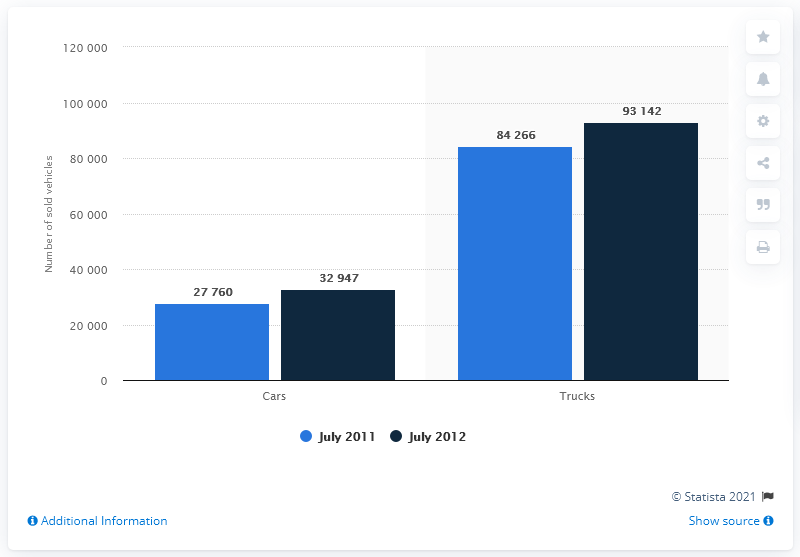 120 000
100 000
80 000
60 000
40 000
20 000
0
Number of sold vehicles
27 760
32 947
84 266
93 142
Cars
Trucks
July 2011
July 2012
© Statista 2021
Additional Information
Show source